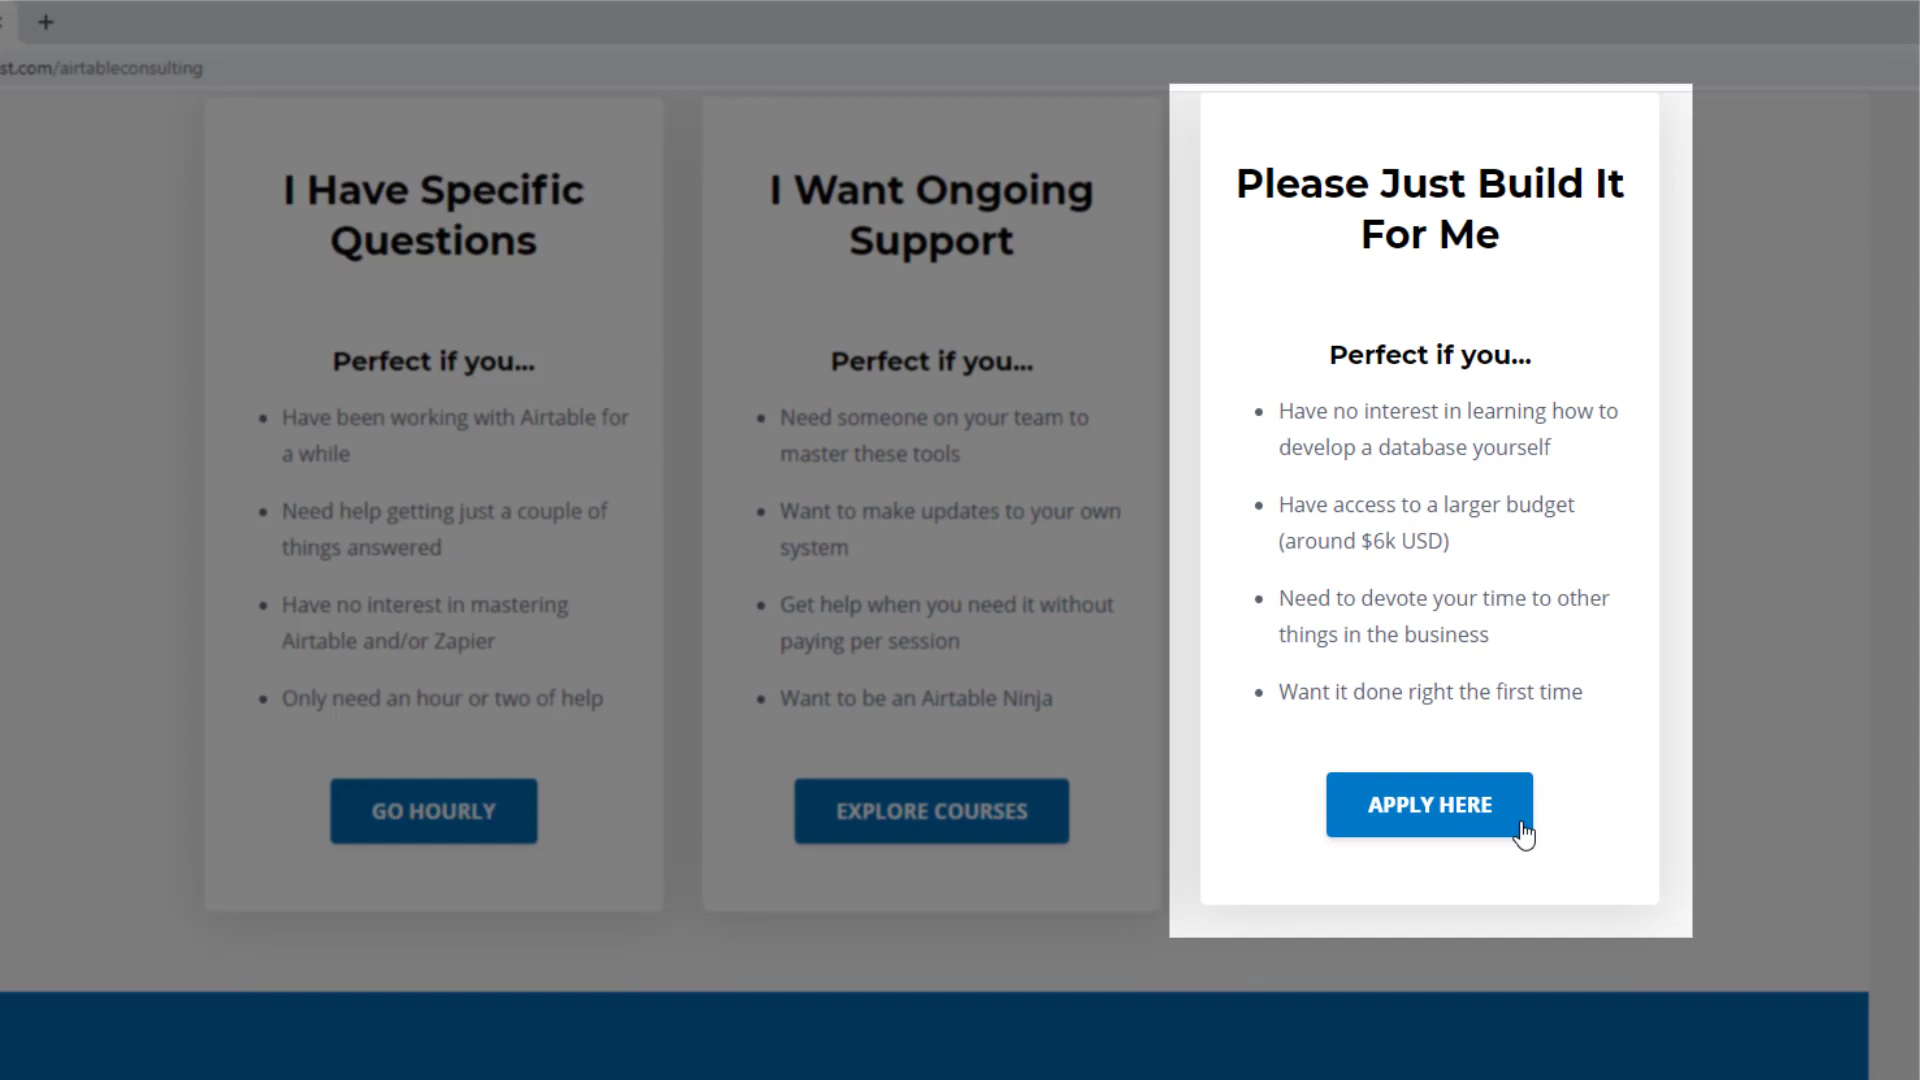 st.com/airtableconsulting
I Have Specific
Questions
Perfect if you...
• Have been working with Airtable for
a while
• Need help getting just a couple of
things answered
• Have no interest in mastering
Airtable and/or Zapier
• Only need an hour or two of help
GO HOURLY
I Want Ongoing
Support
Perfect if you...
• Need someone on your team to
master these tools
• Want to make updates to your own
system
• Get help when you need it without
paying per session
• Want to be an Airtable Ninja
EXPLORE COURSES
Please Just Build It
For Me
Perfect if you...
• Have no interest in learning how to
develop a database yourself
• Have access to a larger budget
(around $6k USD)
• Need to devote your time to other
things in the business
• Want it done right the first time
APPLY HERE